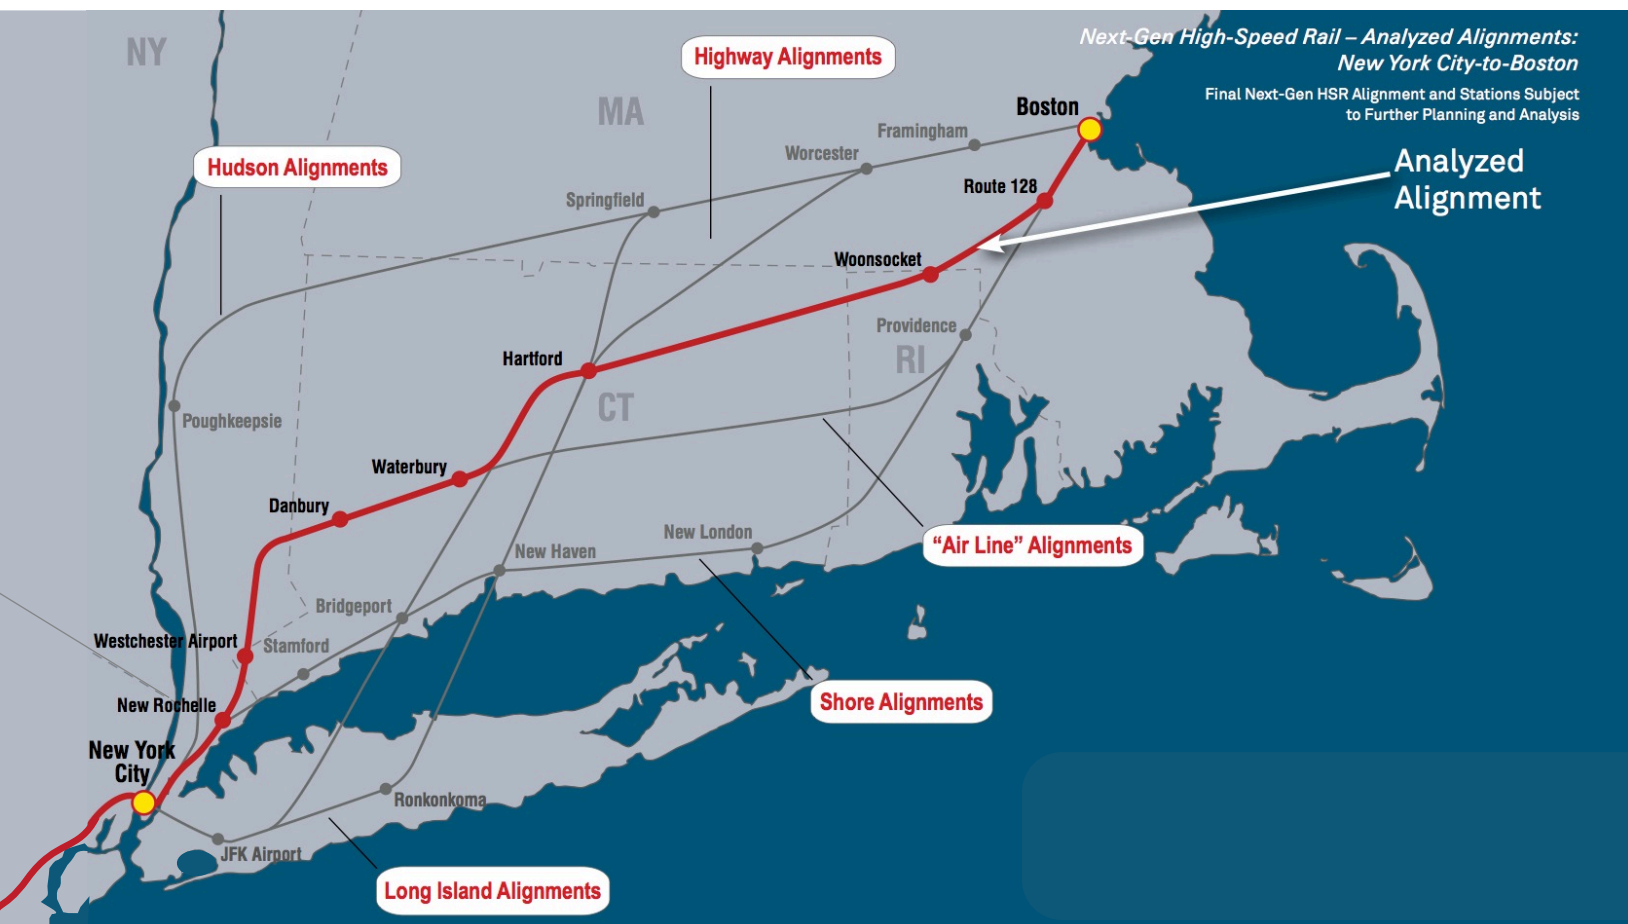 Next-Gen High-Speed Rail – Analyzed Alignments:
New York City-to-Boston
Final Next-Gen HSR Alignment and Stations Subject
to Further Planning and Analysis
NY
Highway Alignments
MA
Boston
Framingham
Worcester
Analyzed
Alignment
Hudson Alignments
Route 128
Springfield
Woonsocket
Providence
RI
Hartford
CT
Poughkeepsie
Waterbury
Danbury
New London
“Air Line” Alignments
New Haven
Bridgeport
Westchester Airport
Stamford
New Rochelle
Shore Alignments
New York
City
Ronkonkoma
JFK Airport
Long Island Alignments